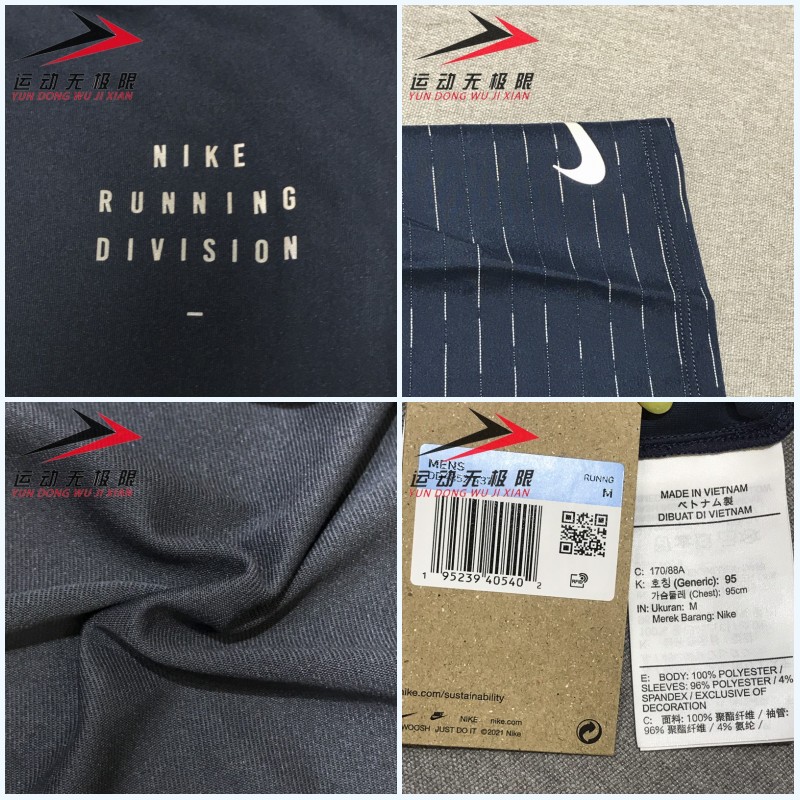 运动无极限
YUN DONG WU JI XIAN
NIKE
RUNNING
DIVISION
运动无极限
YUN DONG WU JI XIAN
运动无极限
YUN DONG WU JI XIAN
运动无极限
YUN DONG WU JI XIAN
MENS
RUNNG
M
1 95239 40540 2
nike.com/sustainability
NIKE nike.com
WOOSH JUST DO IT ©2021 Nike
MADE IN VIETNAM
ベトナム製
DIBUAT DI VIETNAM
C: 170/88A
K: 호칭 (Generic): 95
가슴둘레 (Chest): 95cm
IN: Ukuran: M
Merek Barang: Nike
E: BODY: 100% POLYESTER /
SLEEVES: 96% POLYESTER / 4%
SPANDEX / EXCLUSIVE OF
DECORATION
C: 面料: 100% 聚酯纤维 / 袖管:
96% 聚酯纤维 / 4% 氨纶 /